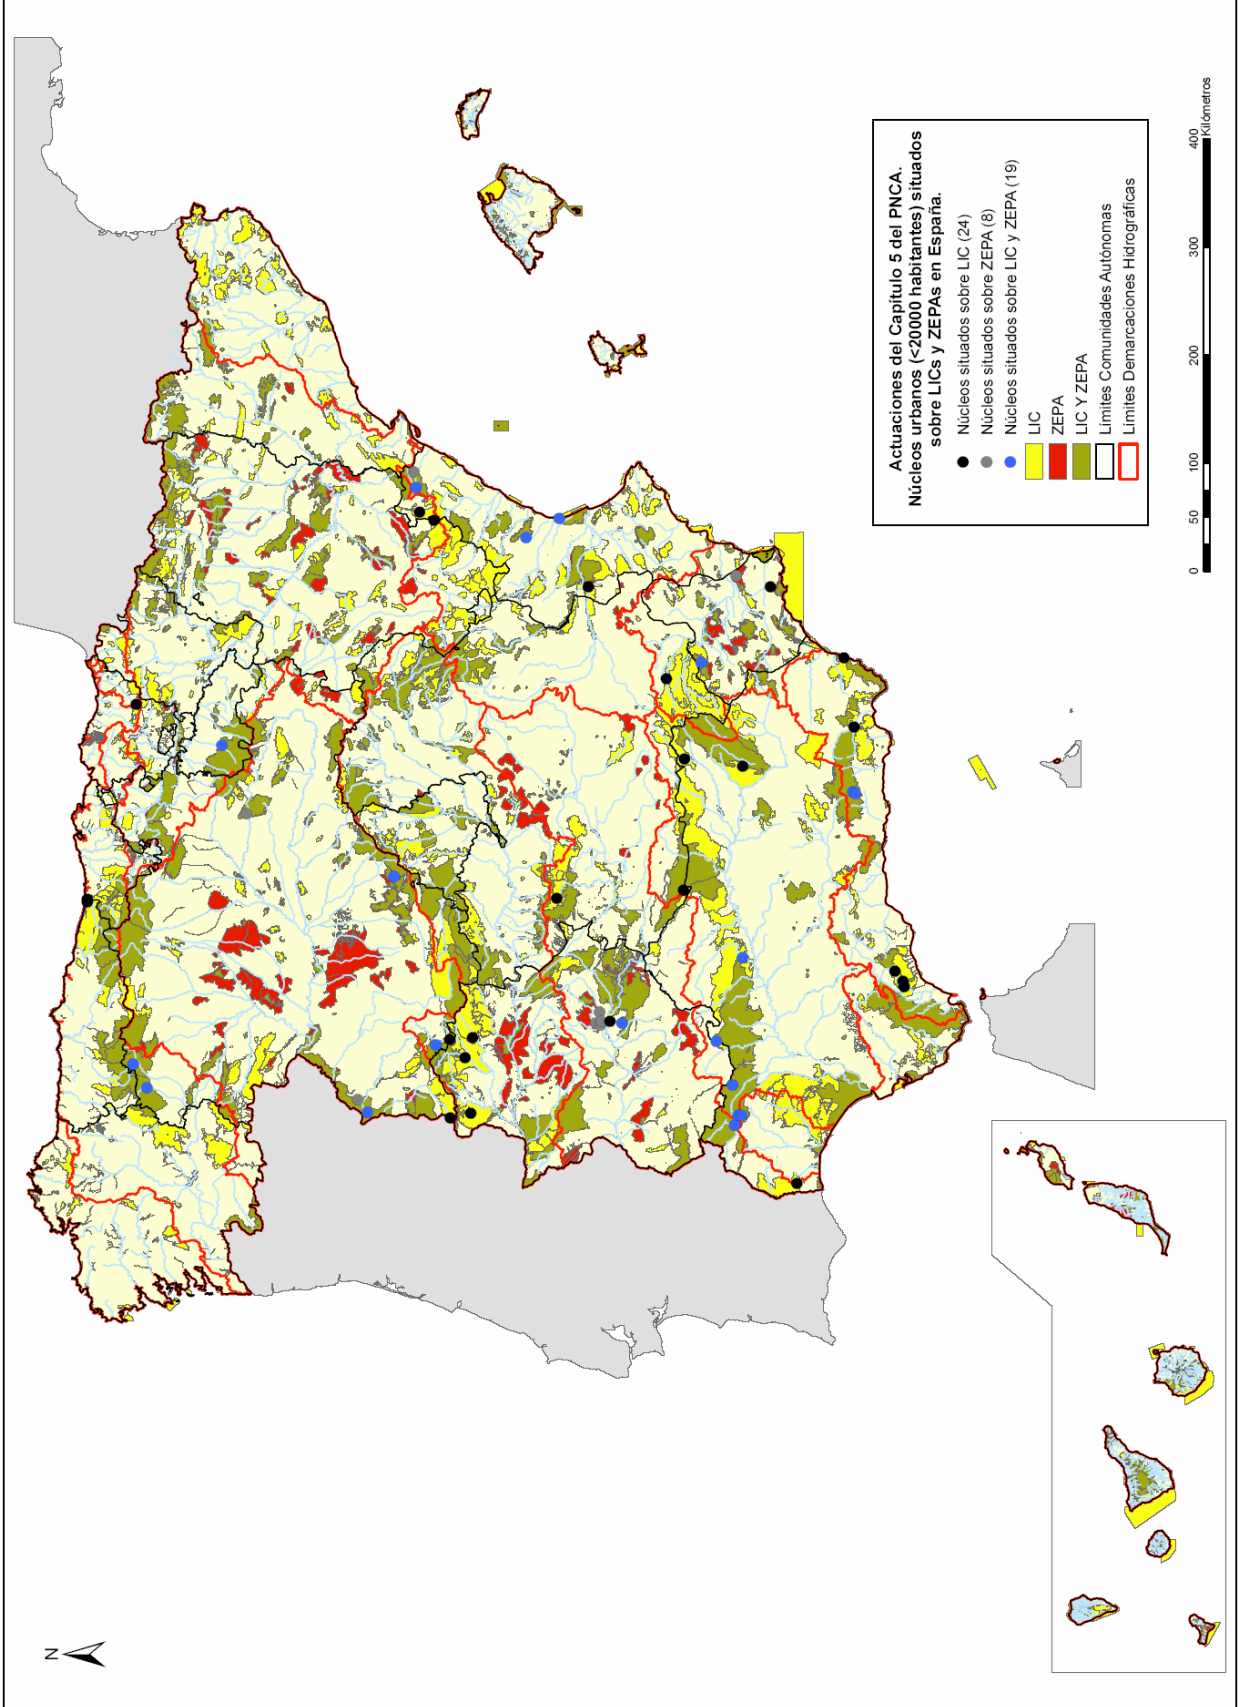 Actuaciones del Capítulo 5 del PNCA.
Núcleos urbanos (<20000 habitantes) situados
sobre LICs y ZEPAs en España.
Núcleos situados sobre LIC (24)
Núcleos situados sobre ZEPA (8)
Núcleos situados sobre LIC y ZEPA (19)
LIC
ZEPA
LIC Y ZEPA
Limites Comunidades Autónomas
Limites Demarcaciones Hidrográficas
0 50 100 200 300 400
Kilómetros
N